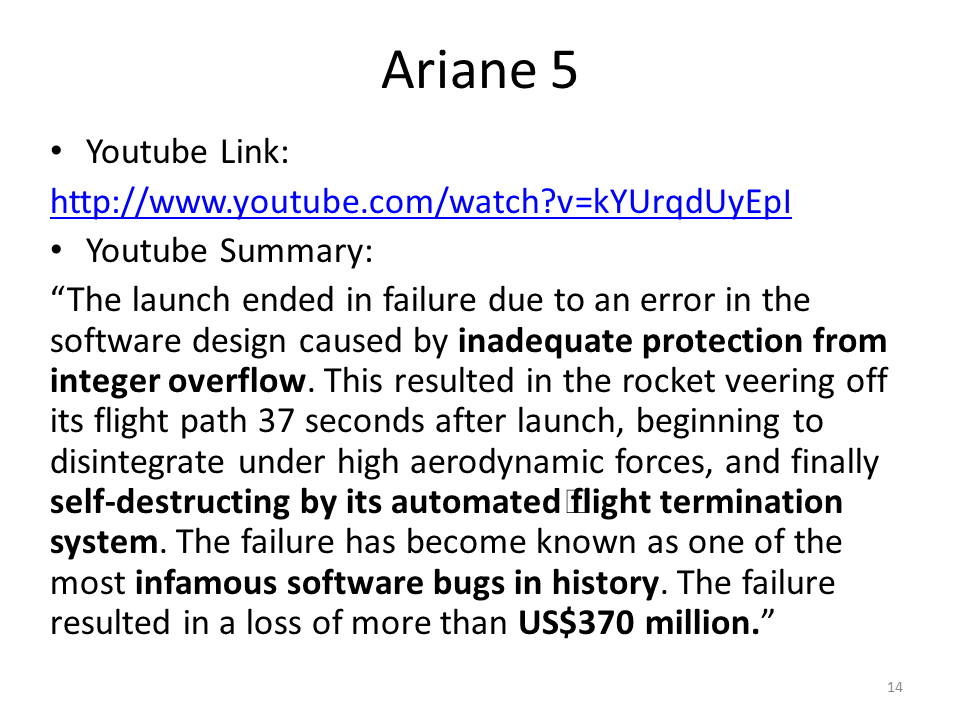 Ariane 5
• Youtube Link:
http://www.youtube.com/watch?v=kYUrqdUyEpI
• Youtube Summary:
“The launch ended in failure due to an error in the
software design caused by inadequate protection from
integer overflow. This resulted in the rocket veering off
its flight path 37 seconds after launch, beginning to
disintegrate under high aerodynamic forces, and finally
self-destructing by its automated flight termination
system. The failure has become known as one of the
most infamous software bugs in history. The failure
resulted in a loss of more than US$370 million.”
14